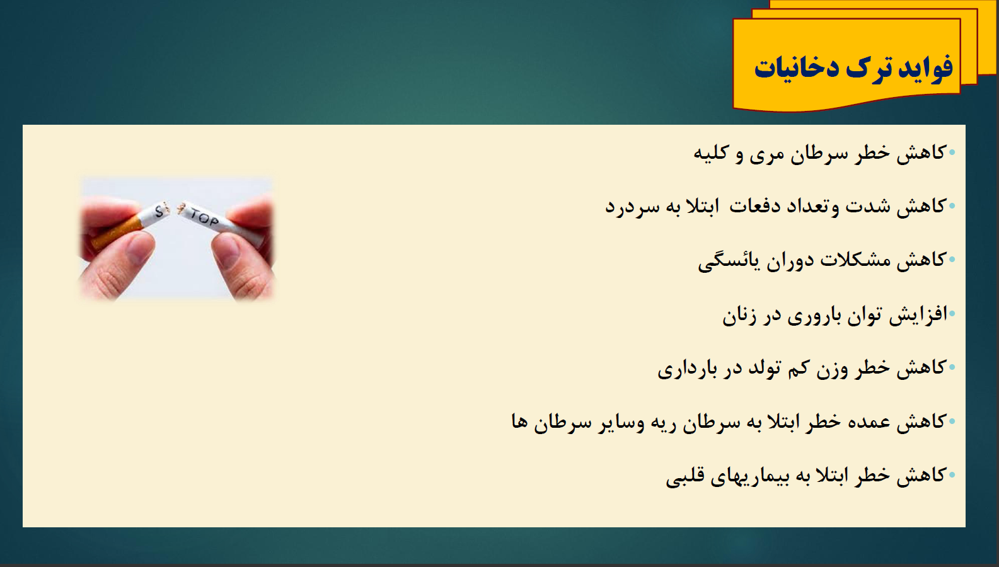 فواید ترک دخانیات
•کاهش خطر سرطان مری و کلیه
•کاهش شدت وتعداد دفعات ابتلا به سردرد
•کاهش مشکلات دوران یائسگی
•افزایش توان باروری در زنان
•کاهش خطر وزن کم تولد در بارداری
•کاهش عمده خطر ابتلا به سرطان ریه وسایر سرطان ها
•کاهش خطر ابتلا به بیماریهای قلبی
S TOP